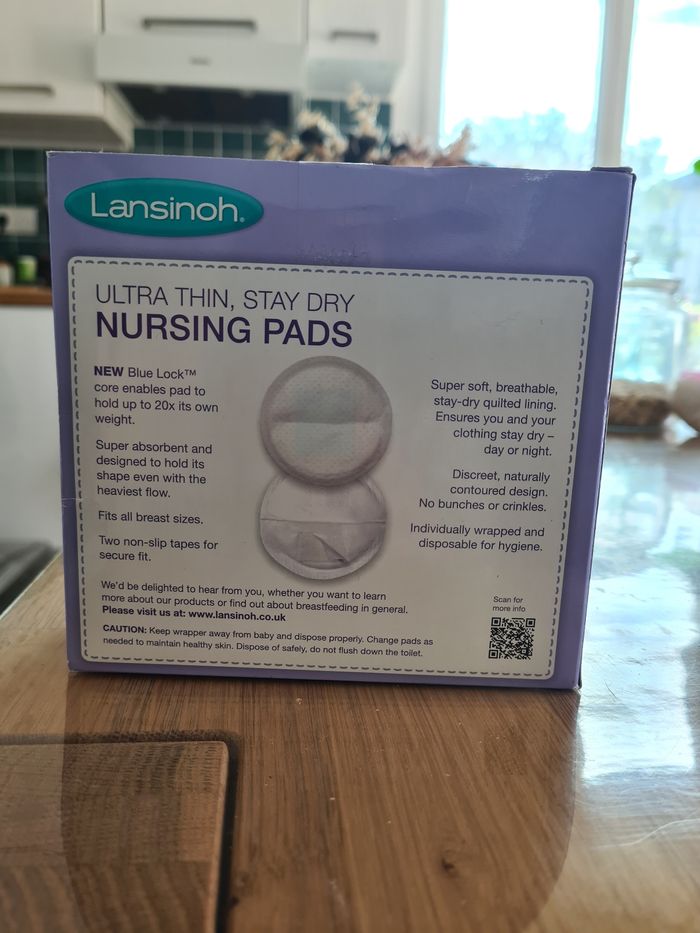 Lansinoh®
ULTRA THIN, STAY DRY
NURSING PADS
NEW Blue Lock™
core enables pad to
hold up to 20x its own
weight.
Super absorbent and
designed to hold its
shape even with the
heaviest flow.
Fits all breast sizes.
Two non-slip tapes for
secure fit.
Super soft, breathable,
stay-dry quilted lining.
Ensures you and your
clothing stay dry –
day or night.
Discreet, naturally
contoured design.
No bunches or crinkles.
Individually wrapped and
disposable for hygiene.
We'd be delighted to hear from you, whether you want to learn
more about our products or find out about breastfeeding in general.
Please visit us at: www.lansinoh.co.uk
CAUTION: Keep wrapper away from baby and dispose properly. Change pads as
needed to maintain healthy skin. Dispose of safely, do not flush down the toilet.
Scan for
more info